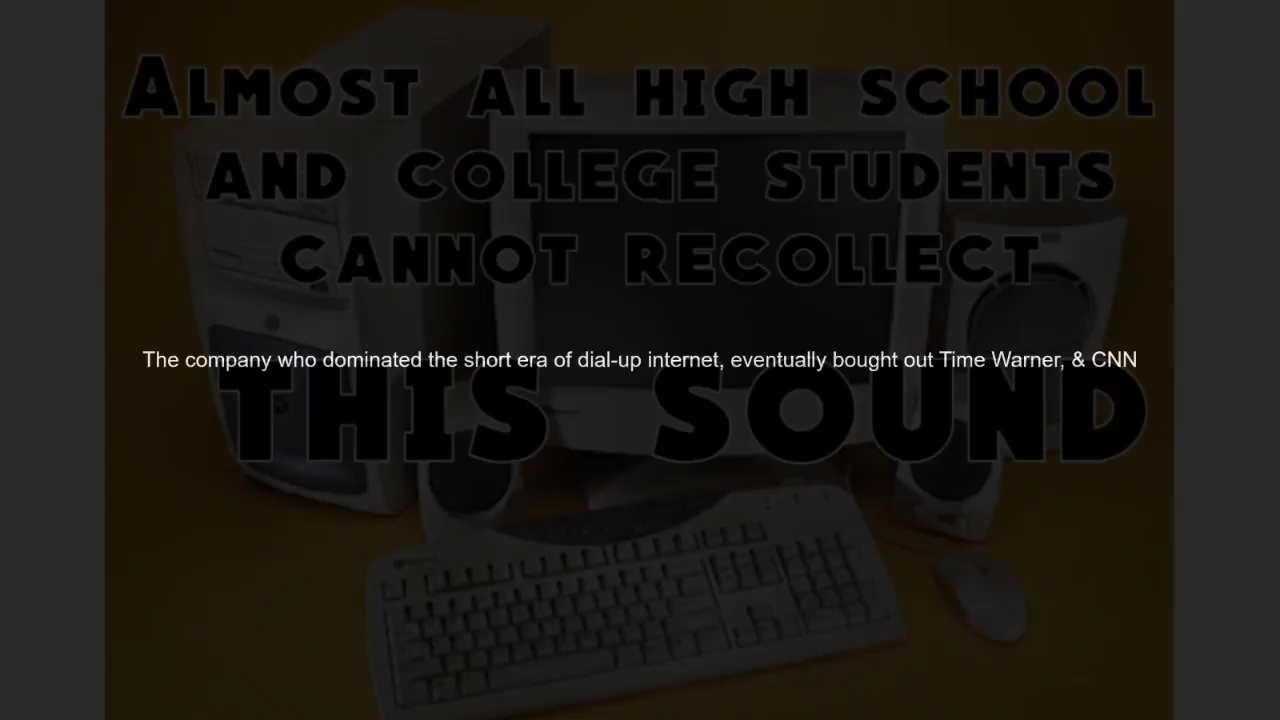 Almost all high school
and college students
cannot recollect
The company who dominated the short era of dial-up internet, eventually bought out Time Warner, & CNN
this sound